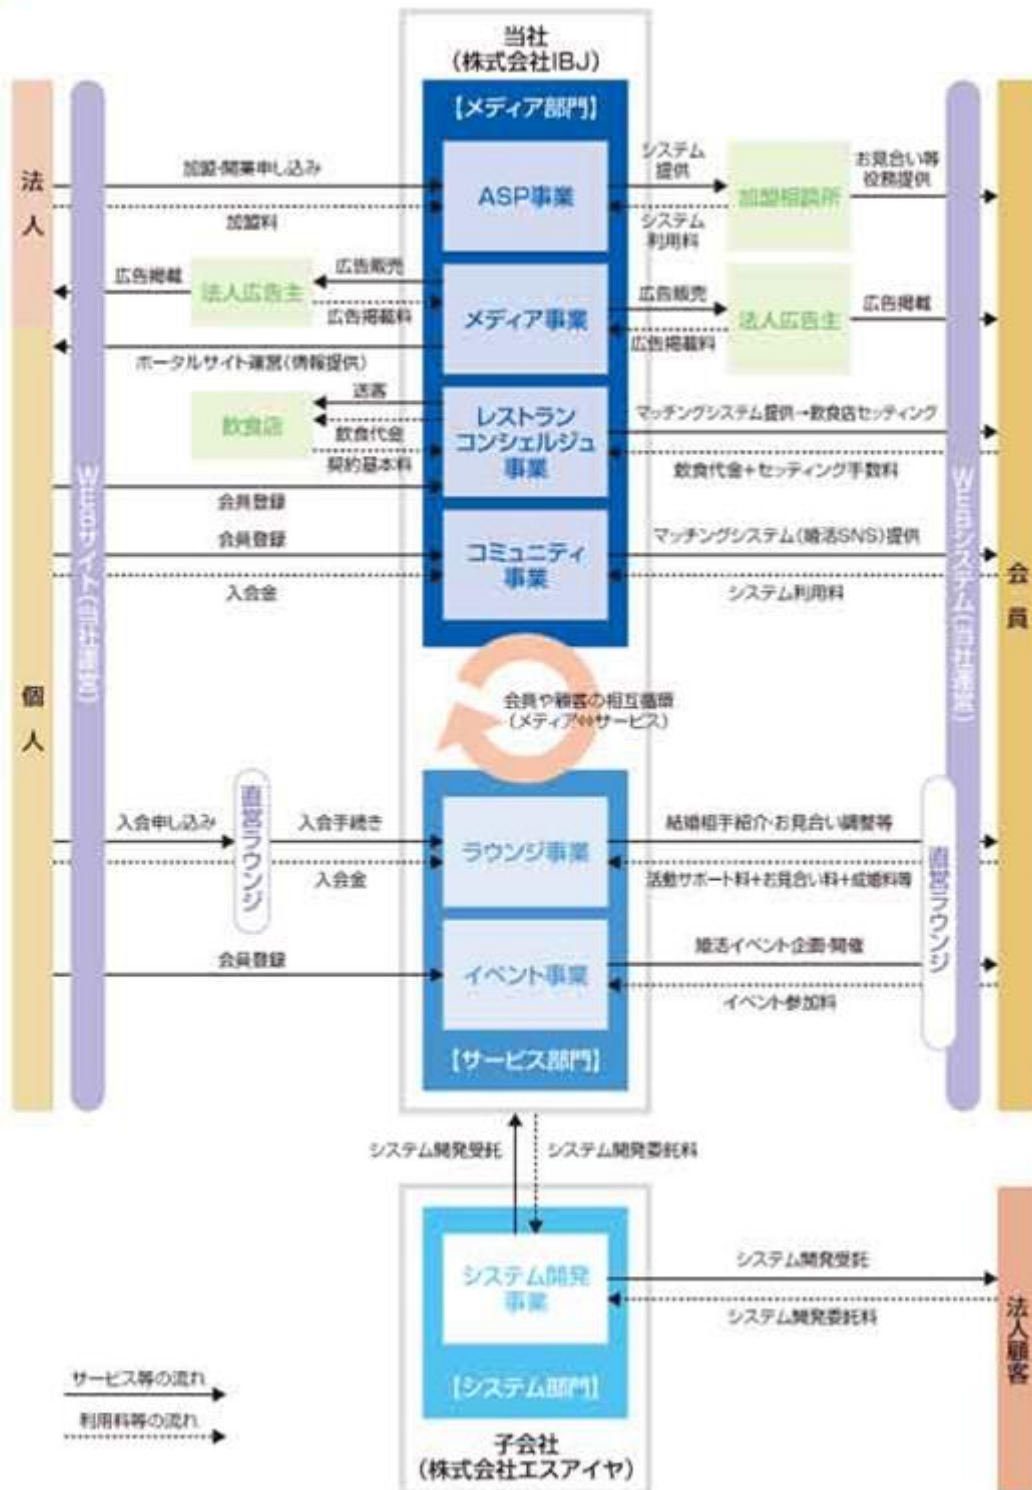 当社
(株式会社IBJ)
【メディア部門】
法人
個人
WEBサイト(当社運営)
WEBシステム(当社運営)
会員
加盟・開業申し込み
加盟料
ASP事業
システム
提供
システム
利用料
加盟相談所
お見合い等
役務提供
広告掲載
法人広告主
広告販売
広告掲載料
メディア事業
広告販売
広告掲載料
法人広告主
広告掲載
ポータルサイト運営(情報提供)
飲食店
送客
飲食代金
契約基本料
会員登録
レストラン
コンシェルジュ
事業
マッチングシステム提供→飲食店セッティング
飲食代金+セッティング手数料
会員登録
入会金
コミュニティ
事業
マッチングシステム(婚活SNS)提供
システム利用料
会員や顧客の相互循環
(メディア⇔サービス)
入会申し込み
直営ラウンジ
入会手続き
入会金
ラウンジ事業
結婚相手紹介・お見合い調整等
活動サポート料+お見合い料+成婚料等
直営ラウンジ
会員登録
イベント事業
婚活イベント企画・開催
イベント参加料
【サービス部門】
システム開発受託
システム開発委託料
システム開発
事業
システム開発受託
システム開発委託料
法人顧客
【システム部門】
子会社
(株式会社エスアイヤ)
サービス等の流れ
利用料等の流れ